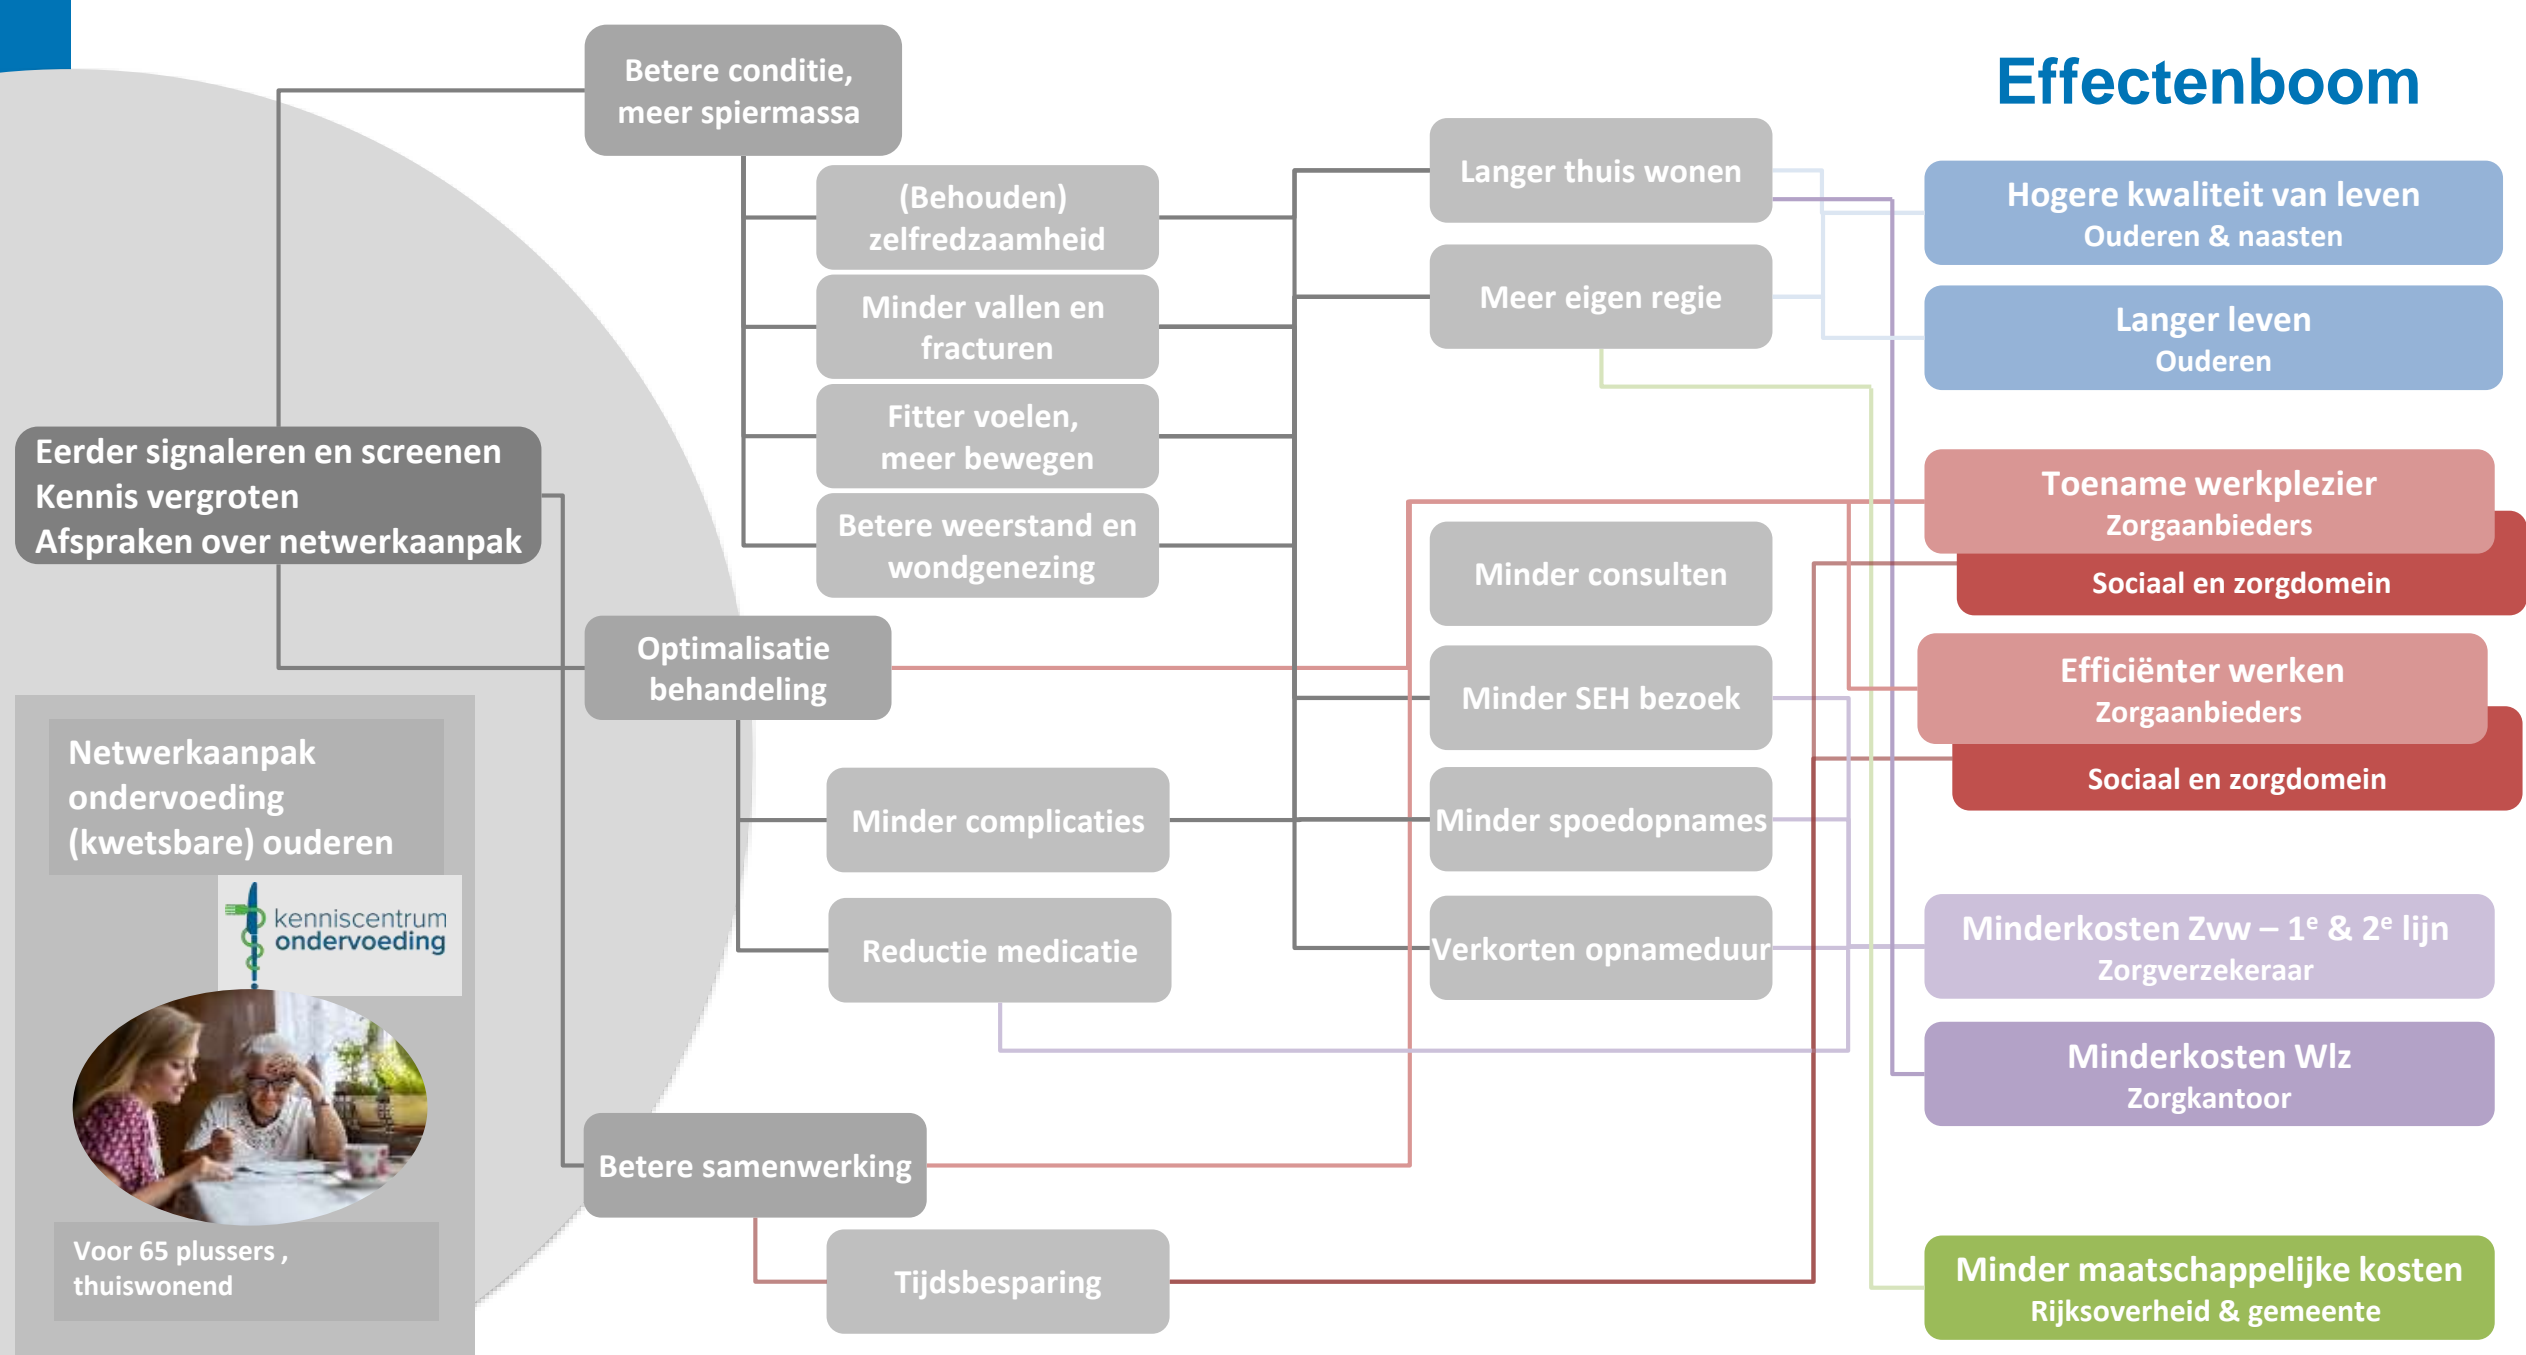 Effectenboom
Betere conditie,
meer spiermassa
(Behouden)
zelfredzaamheid
Minder vallen en
fracturen
Fitter voelen,
meer bewegen
Betere weerstand en
wondgenezing
Eerder signaleren en screenen
Kennis vergroten
Afspraken over netwerkaanpak
Optimalisatie
behandeling
Minder complicaties
Reductie medicatie
Betere samenwerking
Tijdsbesparing
Langer thuis wonen
Meer eigen regie
Minder consulten
Minder SEH bezoek
Minder spoedopnames
Verkorten opnameduur
Hogere kwaliteit van leven
Ouderen & naasten
Langer leven
Ouderen
Toename werkplezier
Zorgaanbieders
Sociaal en zorgdomein
Efficiënter werken
Zorgaanbieders
Sociaal en zorgdomein
Minderkosten Zvw – 1e & 2e lijn
Zorgverzekeraar
Minderkosten Wlz
Zorgkantoor
Minder maatschappelijke kosten
Rijksoverheid & gemeente
Netwerkaanpak
ondervoeding
(kwetsbare) ouderen
kenniscentrum
ondervoeding
Voor 65 plussers ,
thuiswonend